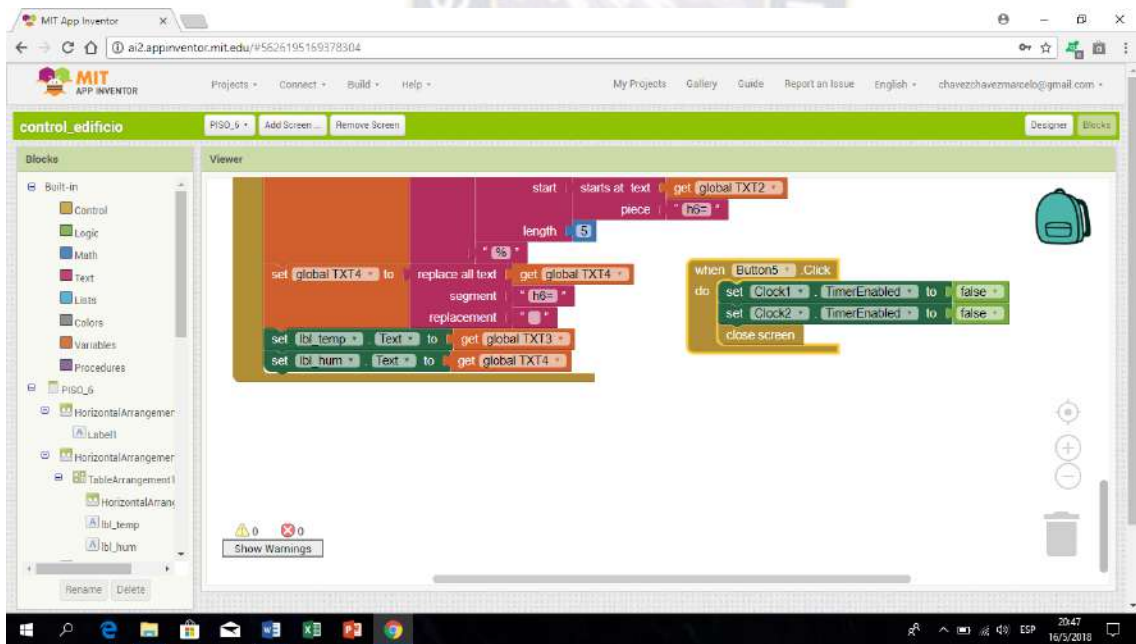 MIT App Inventor
ai2.appinventor.mit.edu/#5626195169378304
MIT
APP INVENTOR
Projects
Connect
Build
Help
My Projects
Gallery
Guide
Report an Issue
English
chavezchavezmarcelo@gmail.com
control_edificio
PISO_6
Add Screen ...
Remove Screen
Designer
Blocks
Blocks
Viewer
Built-in
Control
Logic
Math
Text
Lists
Colors
Variables
Procedures
PISO_6
HorizontalArrangemer
Label1
HorizontalArrangemer
TableArrangement1
HorizontalArrang
lbl_temp
lbl_hum
Rename
Delete
start starts at text get global TXT2
piece " h6= "
length 5
" % "
set global TXT4 to replace all text get global TXT4
segment " h6= "
replacement " "
set lbl_temp . Text to get global TXT3
set lbl_hum . Text to get global TXT4
when Button5 .Click
do set Clock1 . TimerEnabled to false
set Clock2 . TimerEnabled to false
close screen
0 0
Show Warnings
ESP
20:47
16/5/2018